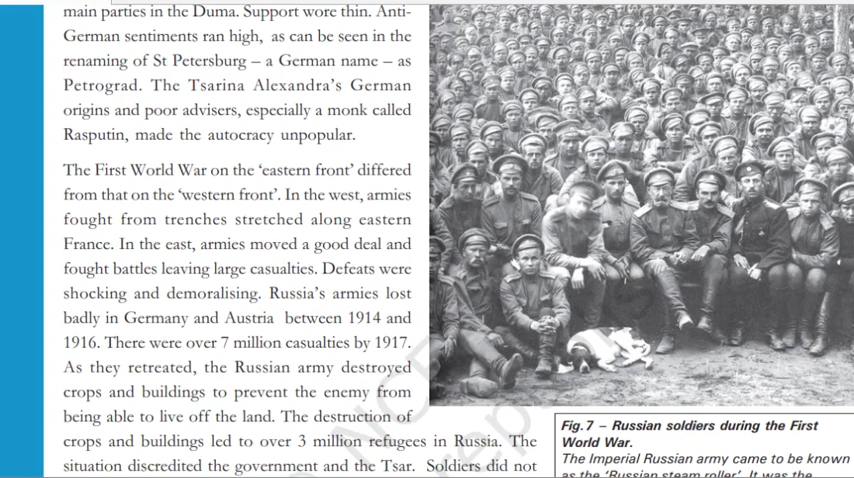 main parties in the Duma. Support wore thin. Anti-
German sentiments ran high, as can be seen in the
renaming of St Petersburg – a German name – as
Petrograd. The Tsarina Alexandra's German
origins and poor advisers, especially a monk called
Rasputin, made the autocracy unpopular.
The First World War on the 'eastern front' differed
from that on the 'western front'. In the west, armies
fought from trenches stretched along eastern
France. In the east, armies moved a good deal and
fought battles leaving large casualties. Defeats were
shocking and demoralising. Russia's armies lost
badly in Germany and Austria between 1914 and
1916. There were over 7 million casualties by 1917.
As they retreated, the Russian army destroyed
crops and buildings to prevent the enemy from
being able to live off the land. The destruction of
crops and buildings led to over 3 million refugees in Russia. The
situation discredited the government and the Tsar. Soldiers did not
Fig.7 – Russian soldiers during the First
World War.
The Imperial Russian army came to be known
as the 'Russian steam roller'. It was the